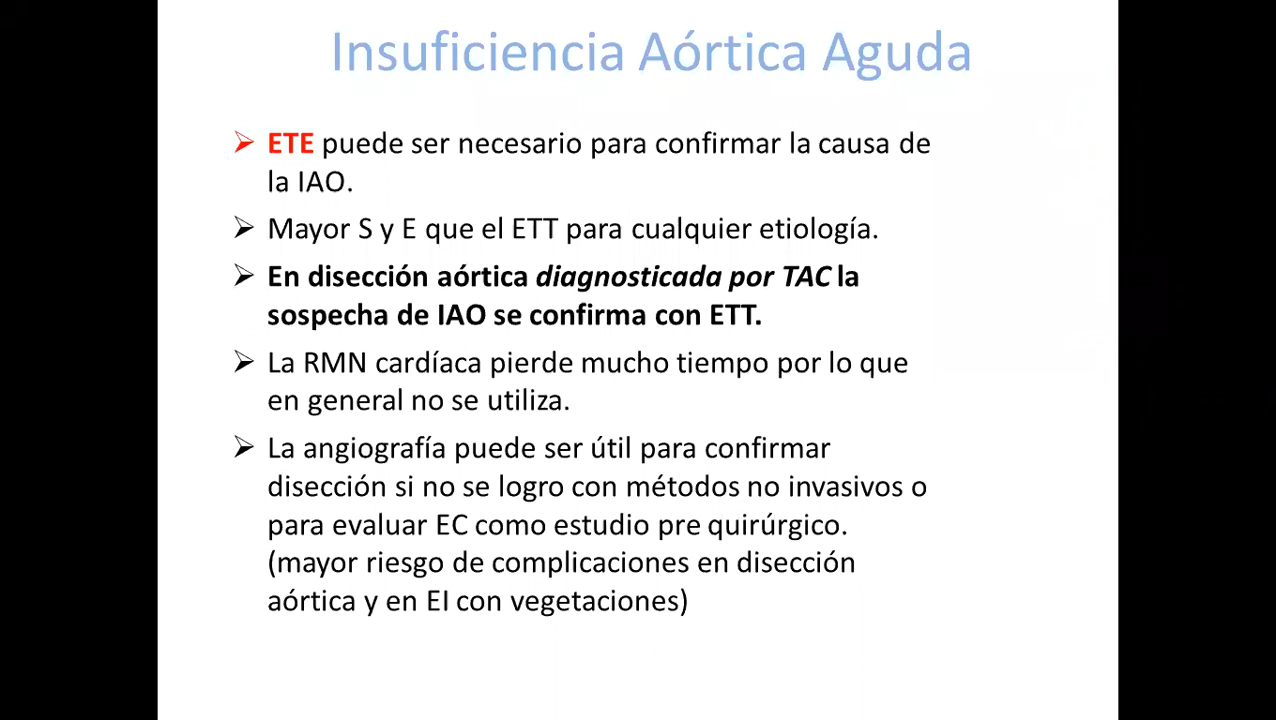 Insuficiencia Aórtica Aguda
ETE puede ser necesario para confirmar la causa de
la IAO.
Mayor S y E que el ETT para cualquier etiología.
En disección aórtica diagnosticada por TAC la
sospecha de IAO se confirma con ETT.
La RMN cardíaca pierde mucho tiempo por lo que
en general no se utiliza.
La angiografía puede ser útil para confirmar
disección si no se logro con métodos no invasivos o
para evaluar EC como estudio pre quirúrgico.
(mayor riesgo de complicaciones en disección
aórtica y en EI con vegetaciones)